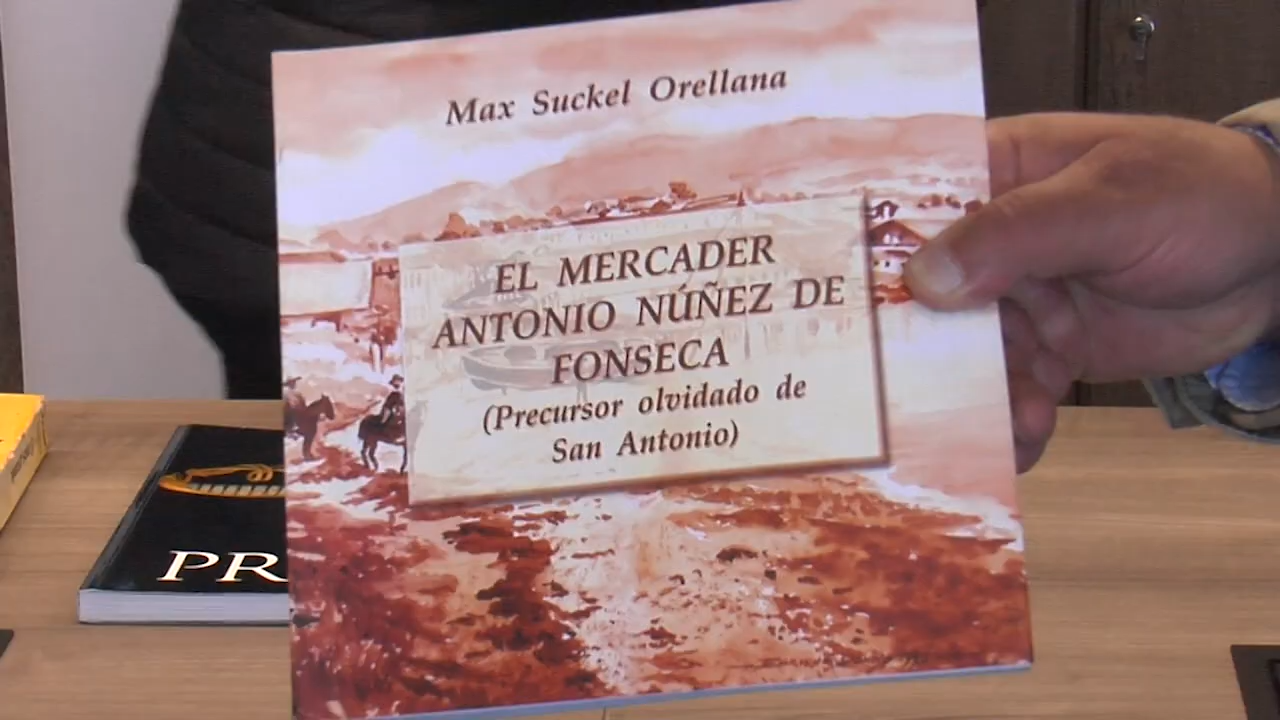 Max Suckel Orellana
EL MERCADER
ANTONIO NÚÑEZ DE
FONSECA
(Precursor olvidado de
San Antonio)
PR